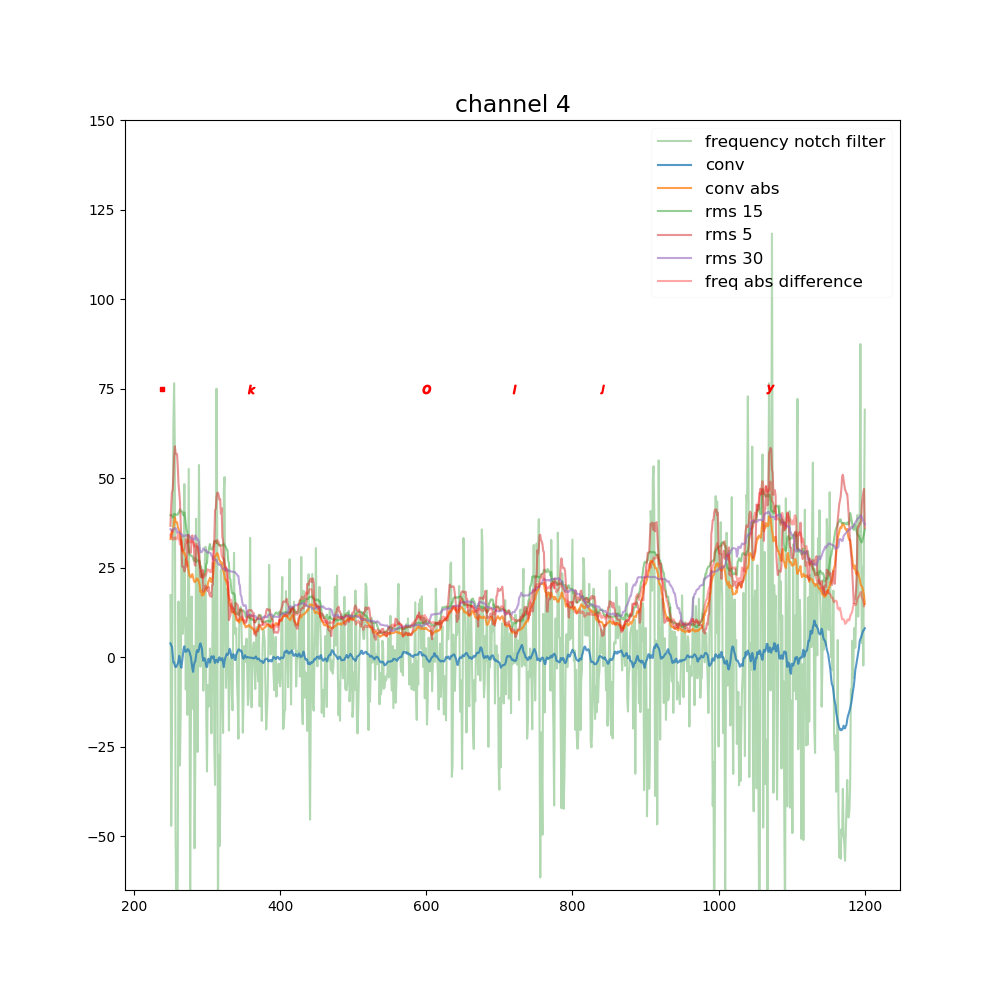 channel 4
150
125
100
75
50
25
0
−25
−50
frequency notch filter
conv
conv abs
rms 15
rms 5
rms 30
freq abs difference
k o l j y
200 400 600 800 1000 1200